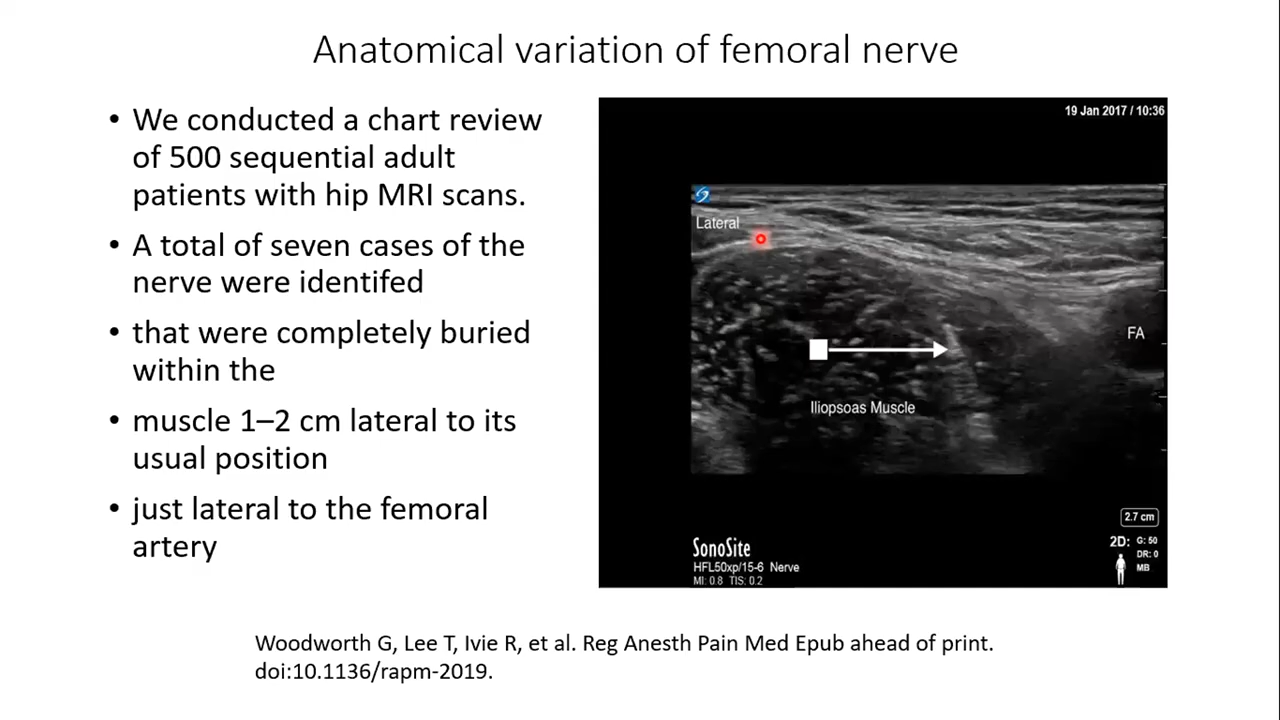 Anatomical variation of femoral nerve
• We conducted a chart review
of 500 sequential adult
patients with hip MRI scans.
• A total of seven cases of the
nerve were identifed
• that were completely buried
within the
• muscle 1–2 cm lateral to its
usual position
• just lateral to the femoral
artery
19 Jan 2017 / 10:36
Lateral
FA
Iliopsoas Muscle
2.7 cm
SonoSite
HFL50xp/15-6 Nerve
MI: 0.8 TIS: 0.2
2D: G: 50
DR: 0
MB
Woodworth G, Lee T, Ivie R, et al. Reg Anesth Pain Med Epub ahead of print.
doi:10.1136/rapm-2019.